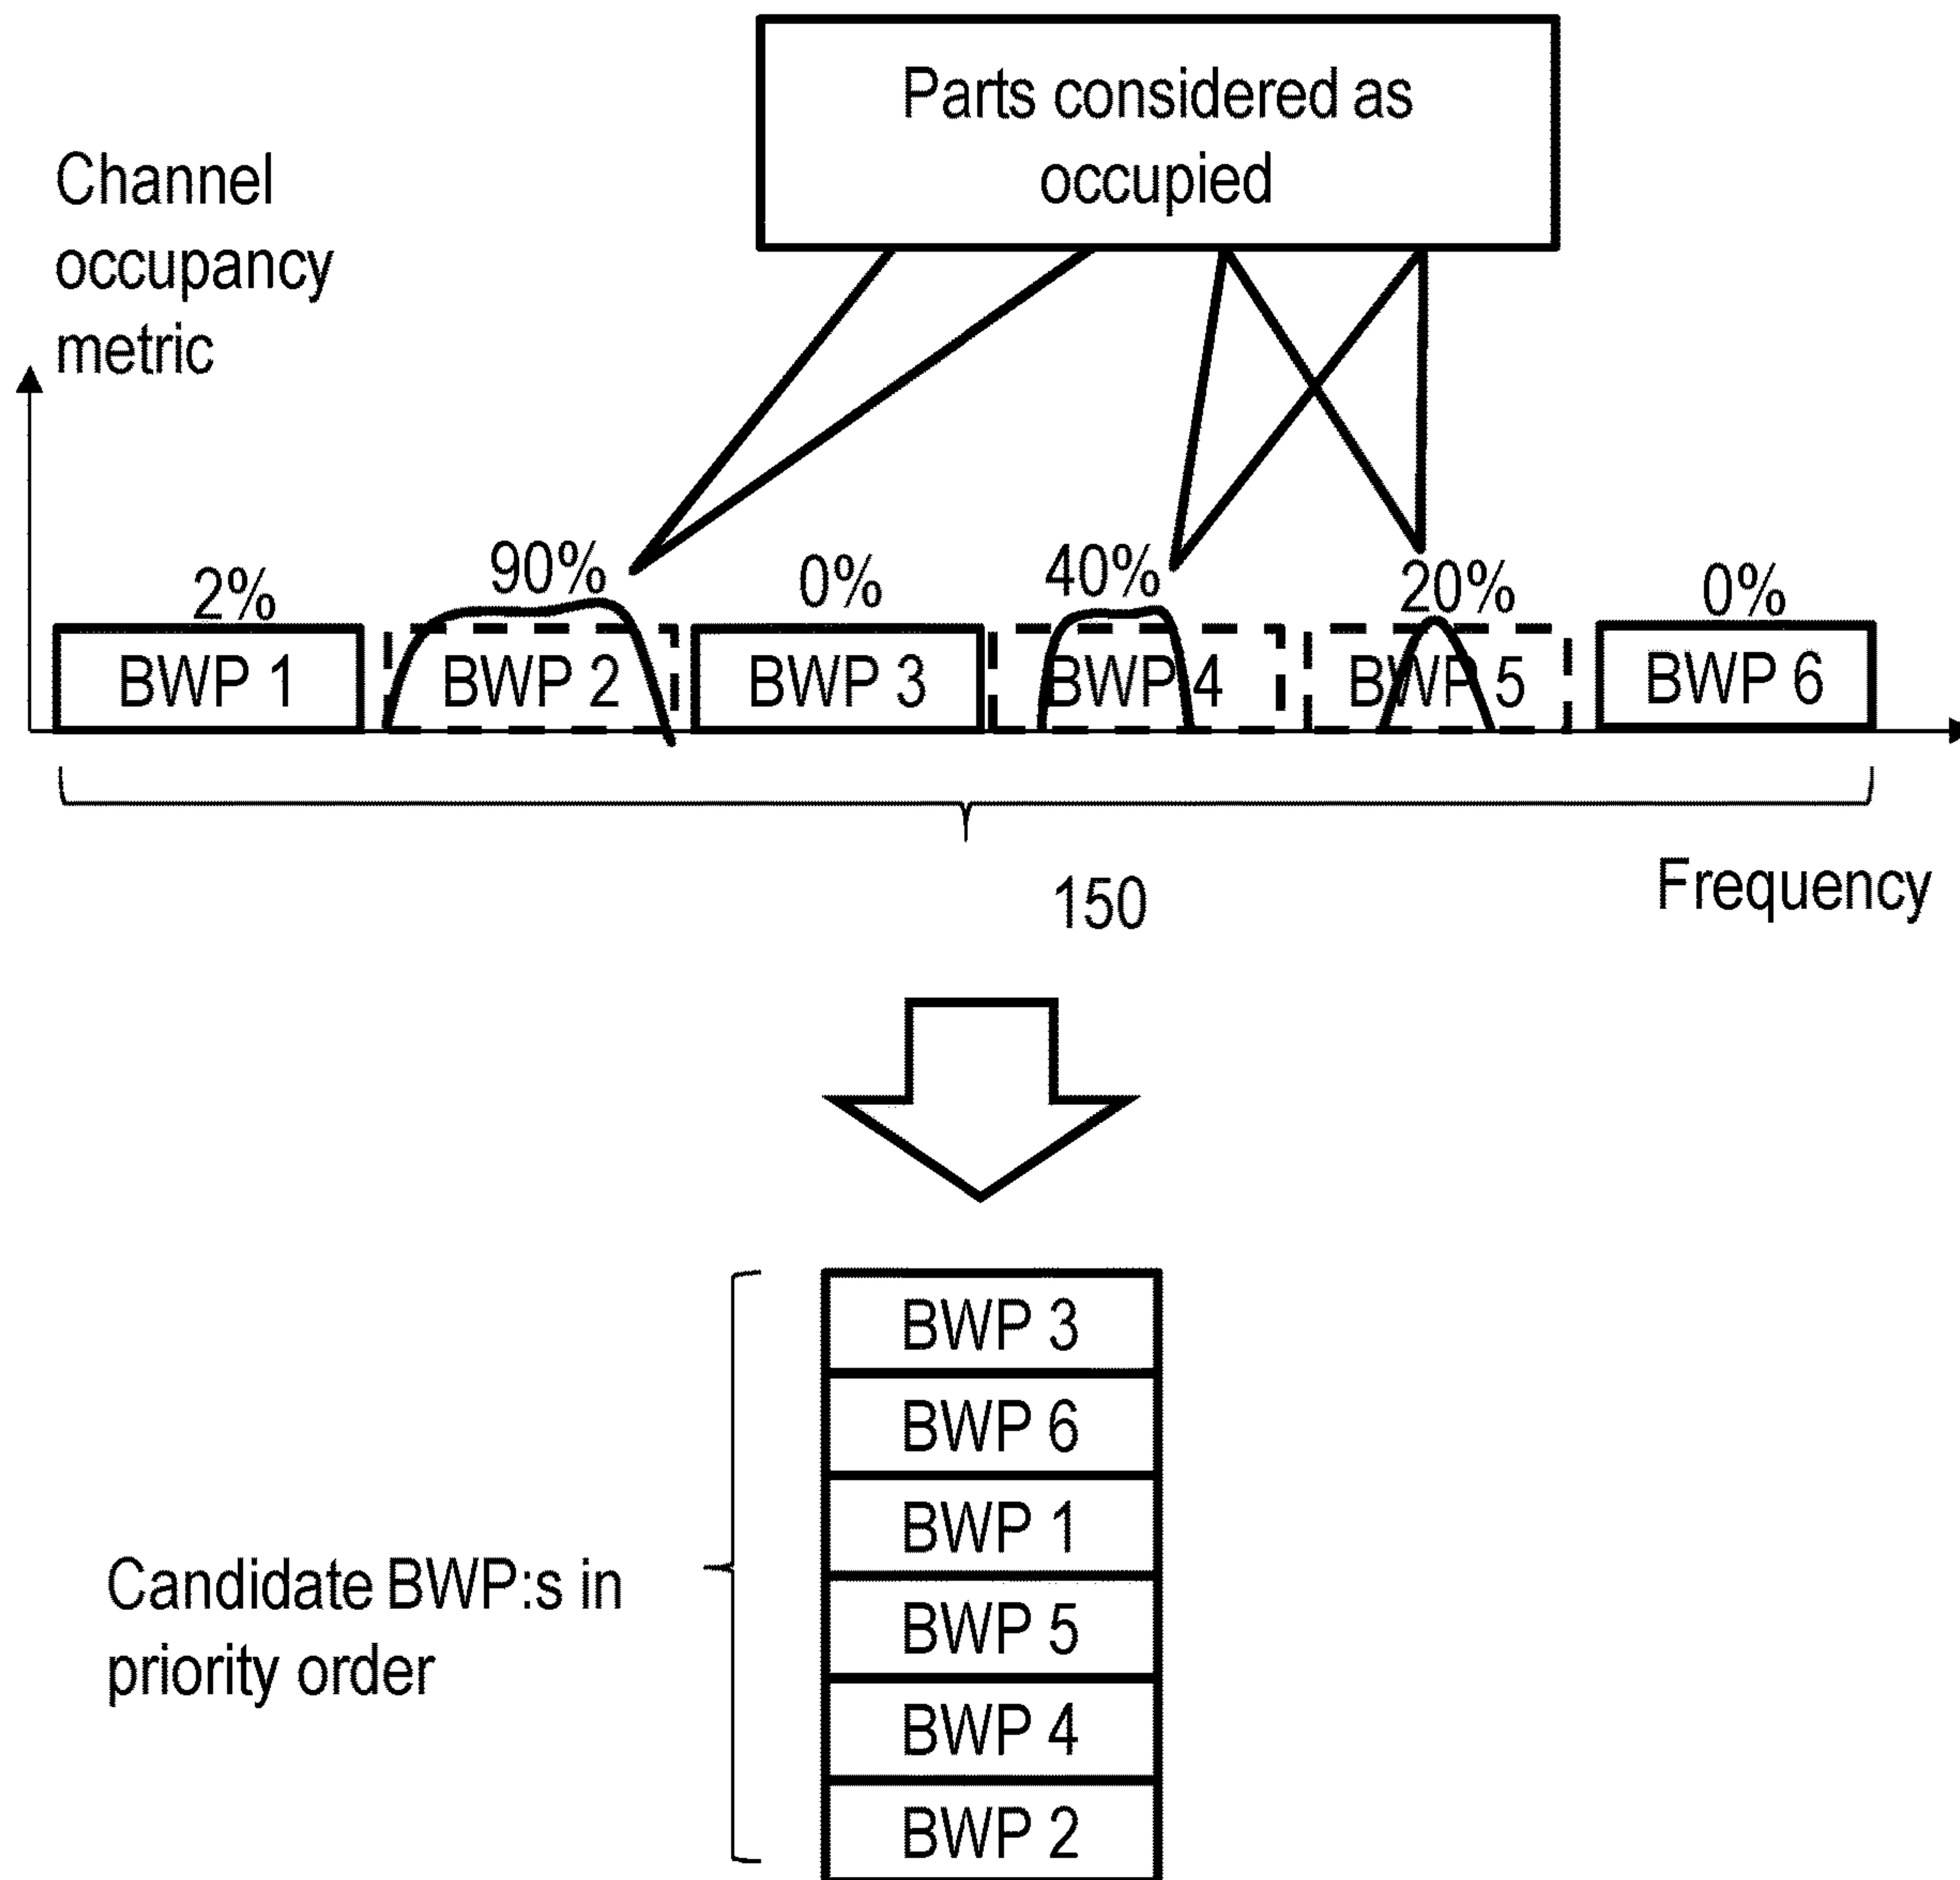 Parts considered as
occupied
Channel
occupancy
metric
2%
90%
0%
40%
20%
0%
BWP 1
BWP 2
BWP 3
BWP 4
BWP 5
BWP 6
150
Frequency
Candidate BWP:s in
priority order
BWP 3
BWP 6
BWP 1
BWP 5
BWP 4
BWP 2